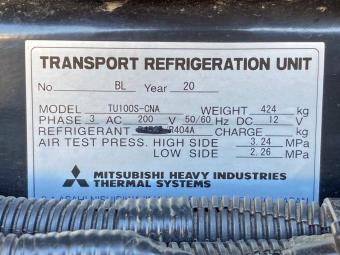 TRANSPORT REFRIGERATION UNIT
No BL Year 20
MODEL TU100S-CNA WEIGHT 424 kg
PHASE 3 AC 200 V 50/60 Hz DC 12 V
REFRIGERANT R404A CHARGE kg
AIR TEST PRESS. HIGH SIDE 3.24 MPa
LOW SIDE 2.26 MPa
MITSUBISHI HEAVY INDUSTRIES
THERMAL SYSTEMS